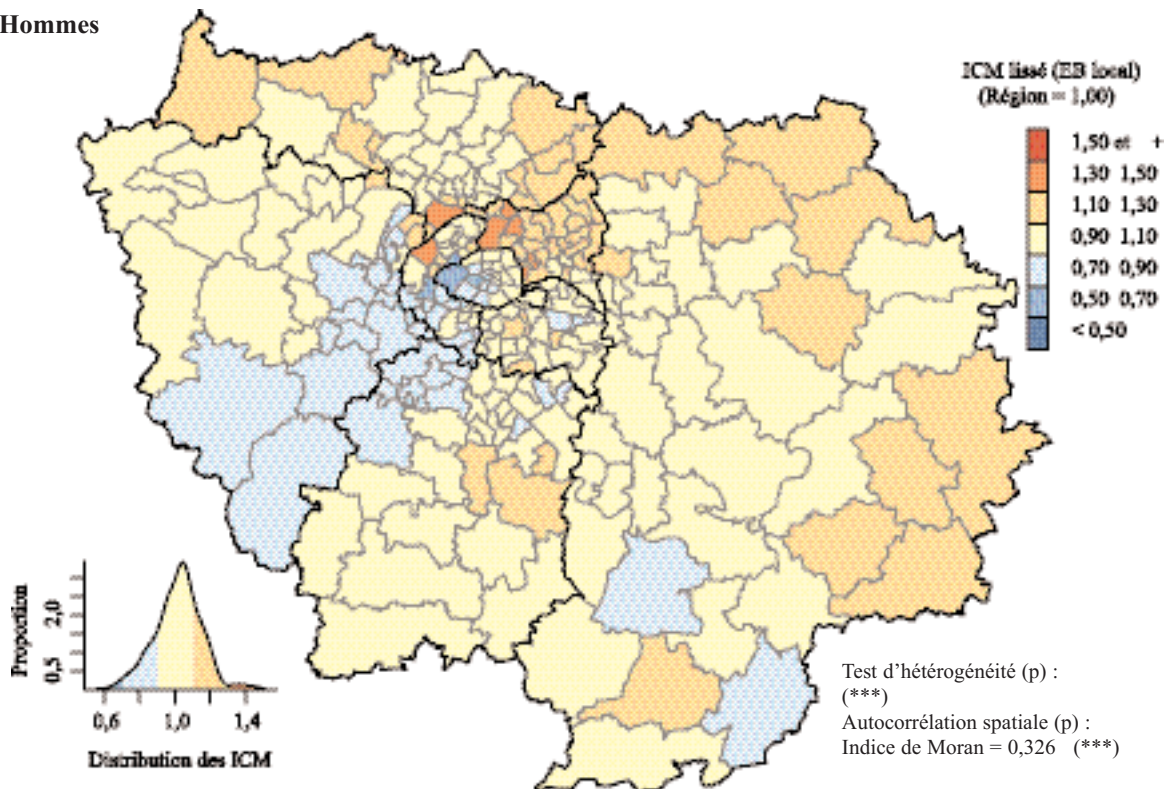 Hommes
ICM lissé (EB local)
(Région = 1,00)
1,50 et +
1,30 1,50
1,10 1,30
0,90 1,10
0,70 0,90
0,50 0,70
< 0,50
Proportion
2,0
0,5
0,6 1,0 1,4
Distribution des ICM
Test d’hétérogénéité (p) :
(***)
Autocorrélation spatiale (p) :
Indice de Moran = 0,326 (***)